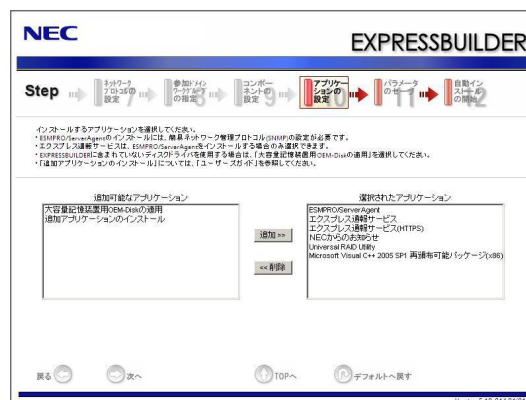 NEC
EXPRESSBUILDER
Step
ネットワーク
プロトコルの
設定
7
参加ドメイン
ワークグループ
の指定
8
コンポー
ネントの
設定
9
アプリケー
ションの
設定
10
パラメータ
のセーブ
11
自動イン
ストール
の開始
12
インストールするアプリケーションを選択してください。
・ESMPRO/ServerAgentのインストールには、簡易ネットワーク管理プロトコル(SNMP)の設定が必要です。
・エクスプレス通報サービスは、ESMPRO/ServerAgentをインストールする場合のみ選択できます。
・EXPRESSBUILDERに含まれていないディスクドライバを使用する場合は、「大容量記憶装置用OEM-Diskの適用」を選択してください。
・「追加アプリケーションのインストール」については、「ユーザーズガイド」を参照してください。
追加可能なアプリケーション
大容量記憶装置用OEM-Diskの適用
追加アプリケーションのインストール
追加 >>
<< 削除
選択されたアプリケーション
ESMPRO/ServerAgent
エクスプレス通報サービス
エクスプレス通報サービス(HTTPS)
NECからのお知らせ
Universal RAID Utility
Microsoft Visual C++ 2005 SP1 再頒布可能パッケージ(x86)
戻る
次へ
TOPへ
デフォルトへ戻す